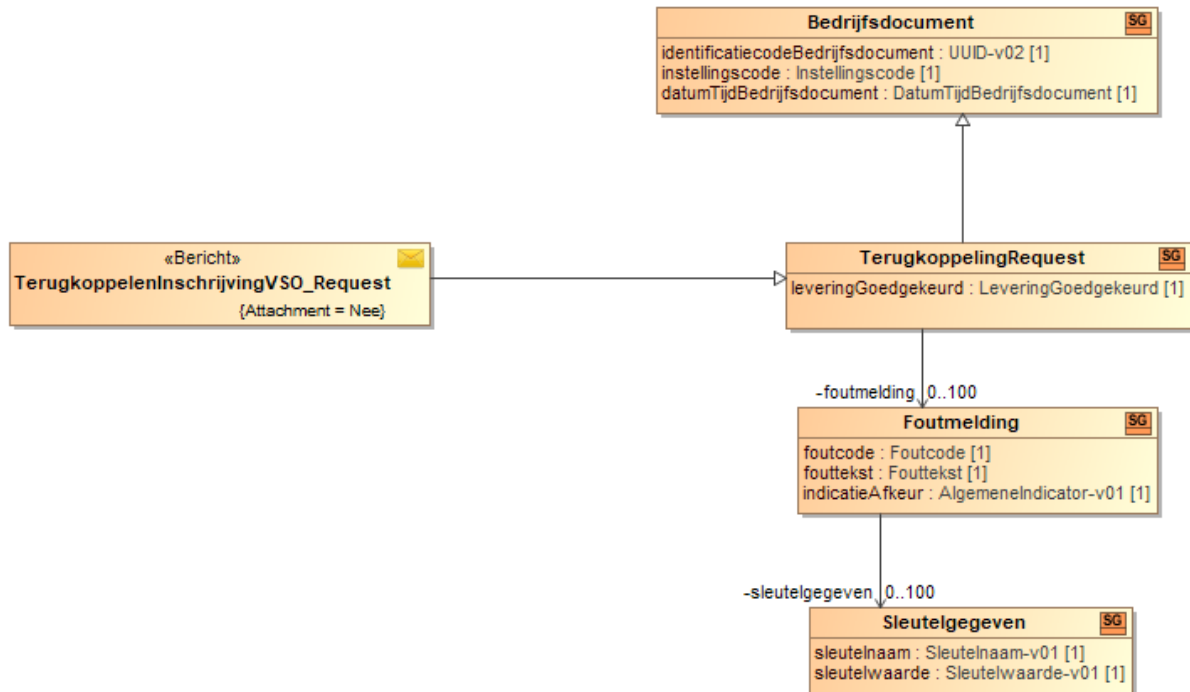 Bedrijfsdocument
SG
identificatiecodeBedrijfsdocument : UUID-v02 [1]
instellingscode : Instellingscode [1]
datumTijdBedrijfsdocument : DatumTijdBedrijfsdocument [1]
«Bericht»
TerugkoppelenInschrijvingVSO_Request
{Attachment = Nee}
TerugkoppelingRequest
SG
leveringGoedgekeurd : LeveringGoedgekeurd [1]
-foutmelding 0..100
Foutmelding
SG
foutcode : Foutcode [1]
fouttekst : Fouttekst [1]
indicatieAfkeur : AlgemeneIndicator-v01 [1]
-sleutelgegeven 0..100
Sleutelgegeven
SG
sleutelnaam : Sleutelnaam-v01 [1]
sleutelwaarde : Sleutelwaarde-v01 [1]